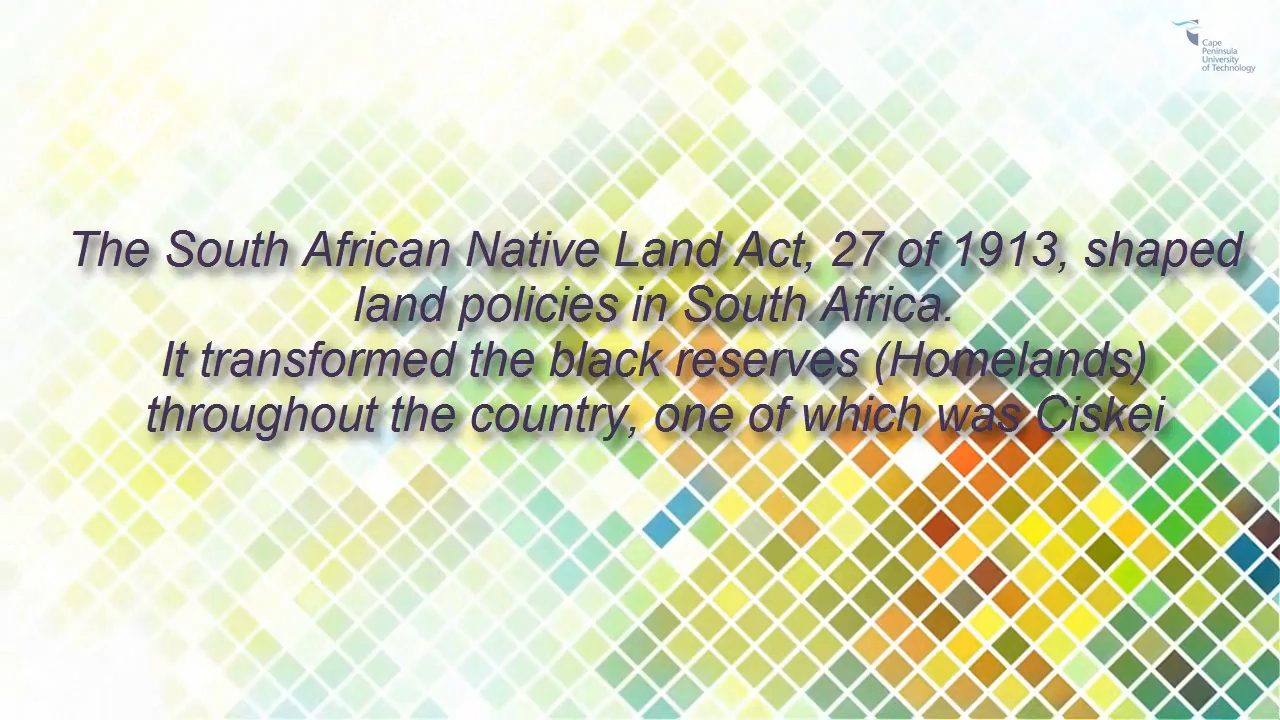 Cape
Peninsula
University
of Technology
The South African Native Land Act, 27 of 1913, shaped
land policies in South Africa.
It transformed the black reserves (Homelands)
throughout the country, one of which was Ciskei